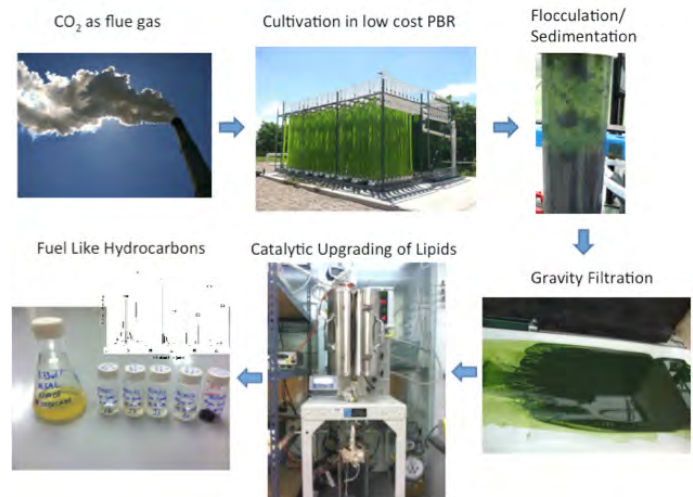 CO₂ as flue gas
Cultivation in low cost PBR
Flocculation/
Sedimentation
Fuel Like Hydrocarbons
Catalytic Upgrading of Lipids
Gravity Filtration